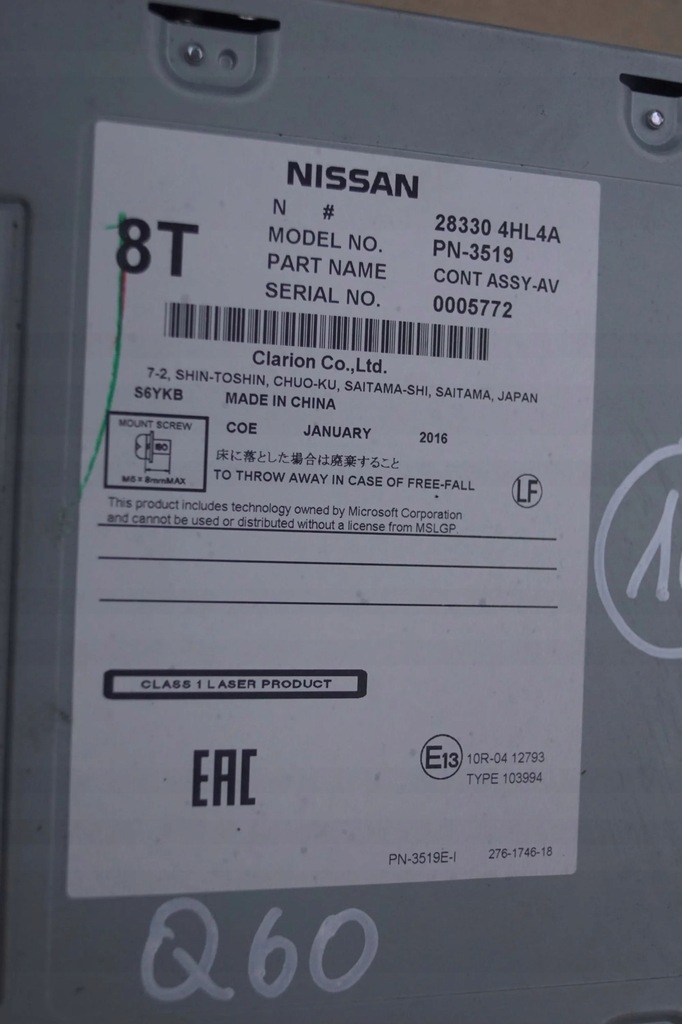 NISSAN
8T
N # 28330 4HL4A
MODEL NO. PN-3519
PART NAME CONT ASSY-AV
SERIAL NO. 0005772
Clarion Co.,Ltd.
7-2, SHIN-TOSHIN, CHUO-KU, SAITAMA-SHI, SAITAMA, JAPAN
S6YKB MADE IN CHINA
MOUNT SCREW
ISO
M5 × 8mmMAX
COE JANUARY 2016
床に落とした場合は廃棄すること
TO THROW AWAY IN CASE OF FREE-FALL
LF
This product includes technology owned by Microsoft Corporation
and cannot be used or distributed without a license from MSLGP.
CLASS 1 LASER PRODUCT
EAC
E13 10R-04 12793
TYPE 103994
PN-3519E-I 276-1746-18
Q60